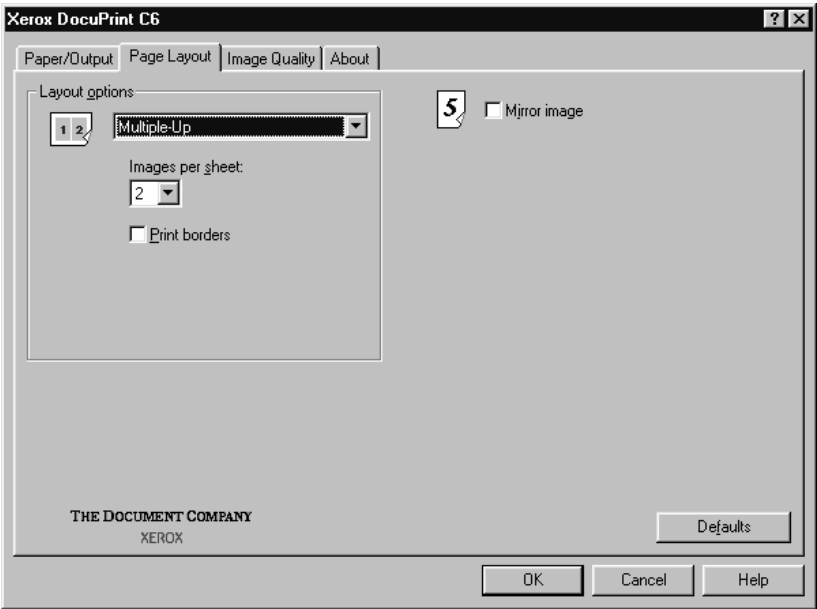 Xerox DocuPrint C6
Paper/Output Page Layout Image Quality About
Layout options
1 2 Multiple-Up
Images per sheet:
2
Print borders
5 Mirror image
THE DOCUMENT COMPANY
XEROX
Defaults
OK Cancel Help